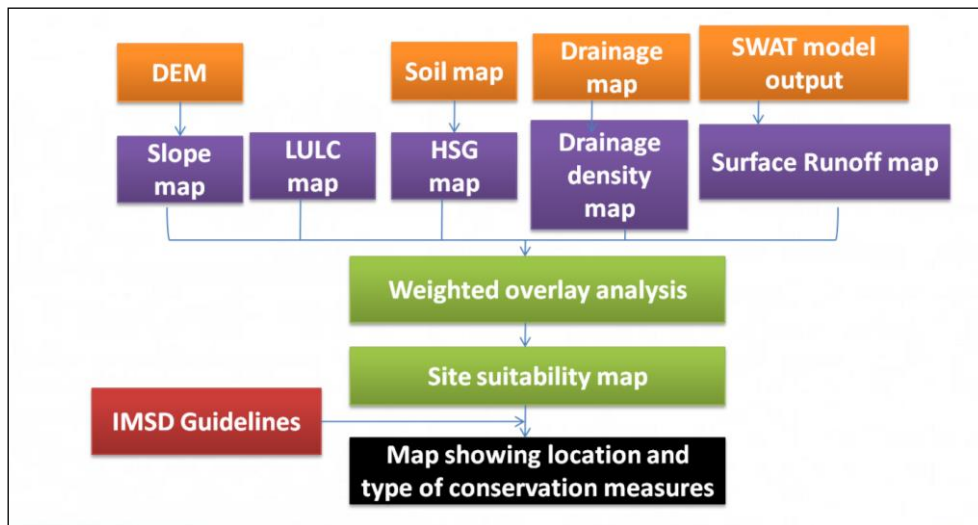 DEM
Soil map
Drainage
map
SWAT model
output
Slope
map
LULC
map
HSG
map
Drainage
density
map
Surface Runoff map
Weighted overlay analysis
Site suitability map
IMSD Guidelines
Map showing location and
type of conservation measures